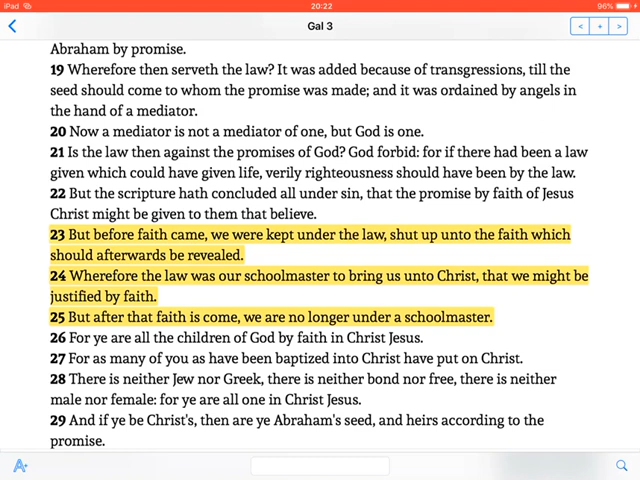 iPad
20:22
96%
Gal 3
< + >
Abraham by promise.
19 Wherefore then serveth the law? It was added because of transgressions, till the
seed should come to whom the promise was made; and it was ordained by angels in
the hand of a mediator.
20 Now a mediator is not a mediator of one, but God is one.
21 Is the law then against the promises of God? God forbid: for if there had been a law
given which could have given life, verily righteousness should have been by the law.
22 But the scripture hath concluded all under sin, that the promise by faith of Jesus
Christ might be given to them that believe.
23 But before faith came, we were kept under the law, shut up unto the faith which
should afterwards be revealed.
24 Wherefore the law was our schoolmaster to bring us unto Christ, that we might be
justified by faith.
25 But after that faith is come, we are no longer under a schoolmaster.
26 For ye are all the children of God by faith in Christ Jesus.
27 For as many of you as have been baptized into Christ have put on Christ.
28 There is neither Jew nor Greek, there is neither bond nor free, there is neither
male nor female: for ye are all one in Christ Jesus.
29 And if ye be Christ's, then are ye Abraham's seed, and heirs according to the
promise.
A+